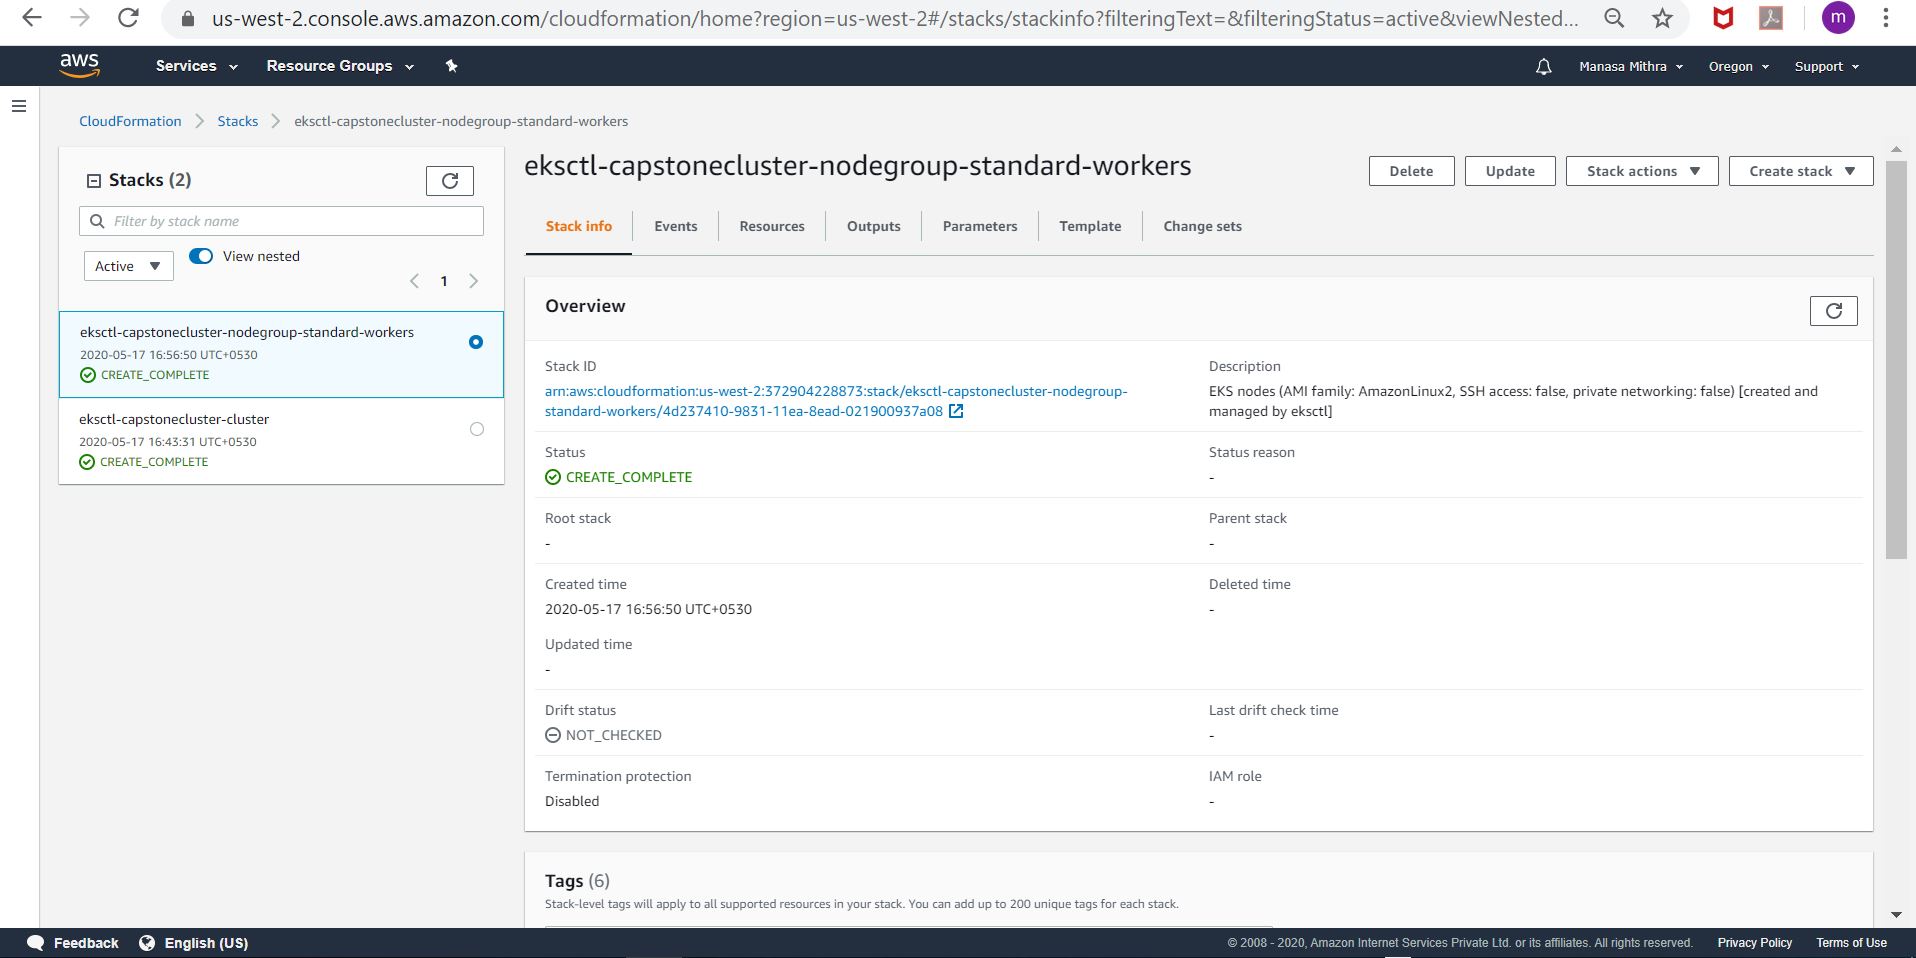 us-west-2.console.aws.amazon.com/cloudformation/home?region=us-west-2#/stacks/stackinfo?filteringText=&filteringStatus=active&viewNested...
m
aws
Services
Resource Groups
Manasa Mithra
Oregon
Support
CloudFormation
Stacks
eksctl-capstonecluster-nodegroup-standard-workers
Stacks (2)
Filter by stack name
Active
View nested
1
eksctl-capstonecluster-nodegroup-standard-workers
2020-05-17 16:56:50 UTC+0530
CREATE_COMPLETE
eksctl-capstonecluster-cluster
2020-05-17 16:43:31 UTC+0530
CREATE_COMPLETE
eksctl-capstonecluster-nodegroup-standard-workers
Delete
Update
Stack actions
Create stack
Stack info
Events
Resources
Outputs
Parameters
Template
Change sets
Overview
Stack ID
arn:aws:cloudformation:us-west-2:372904228873:stack/eksctl-capstonecluster-nodegroup-
standard-workers/4d237410-9831-11ea-8ead-021900937a08
Description
EKS nodes (AMI family: AmazonLinux2, SSH access: false, private networking: false) [created and
managed by eksctl]
Status
CREATE_COMPLETE
Status reason
-
Root stack
-
Parent stack
-
Created time
2020-05-17 16:56:50 UTC+0530
Deleted time
-
Updated time
-
Drift status
NOT_CHECKED
Last drift check time
-
Termination protection
Disabled
IAM role
-
Tags (6)
Stack-level tags will apply to all supported resources in your stack. You can add up to 200 unique tags for each stack.
Feedback
English (US)
© 2008 - 2020, Amazon Internet Services Private Ltd. or its affiliates. All rights reserved.
Privacy Policy
Terms of Use